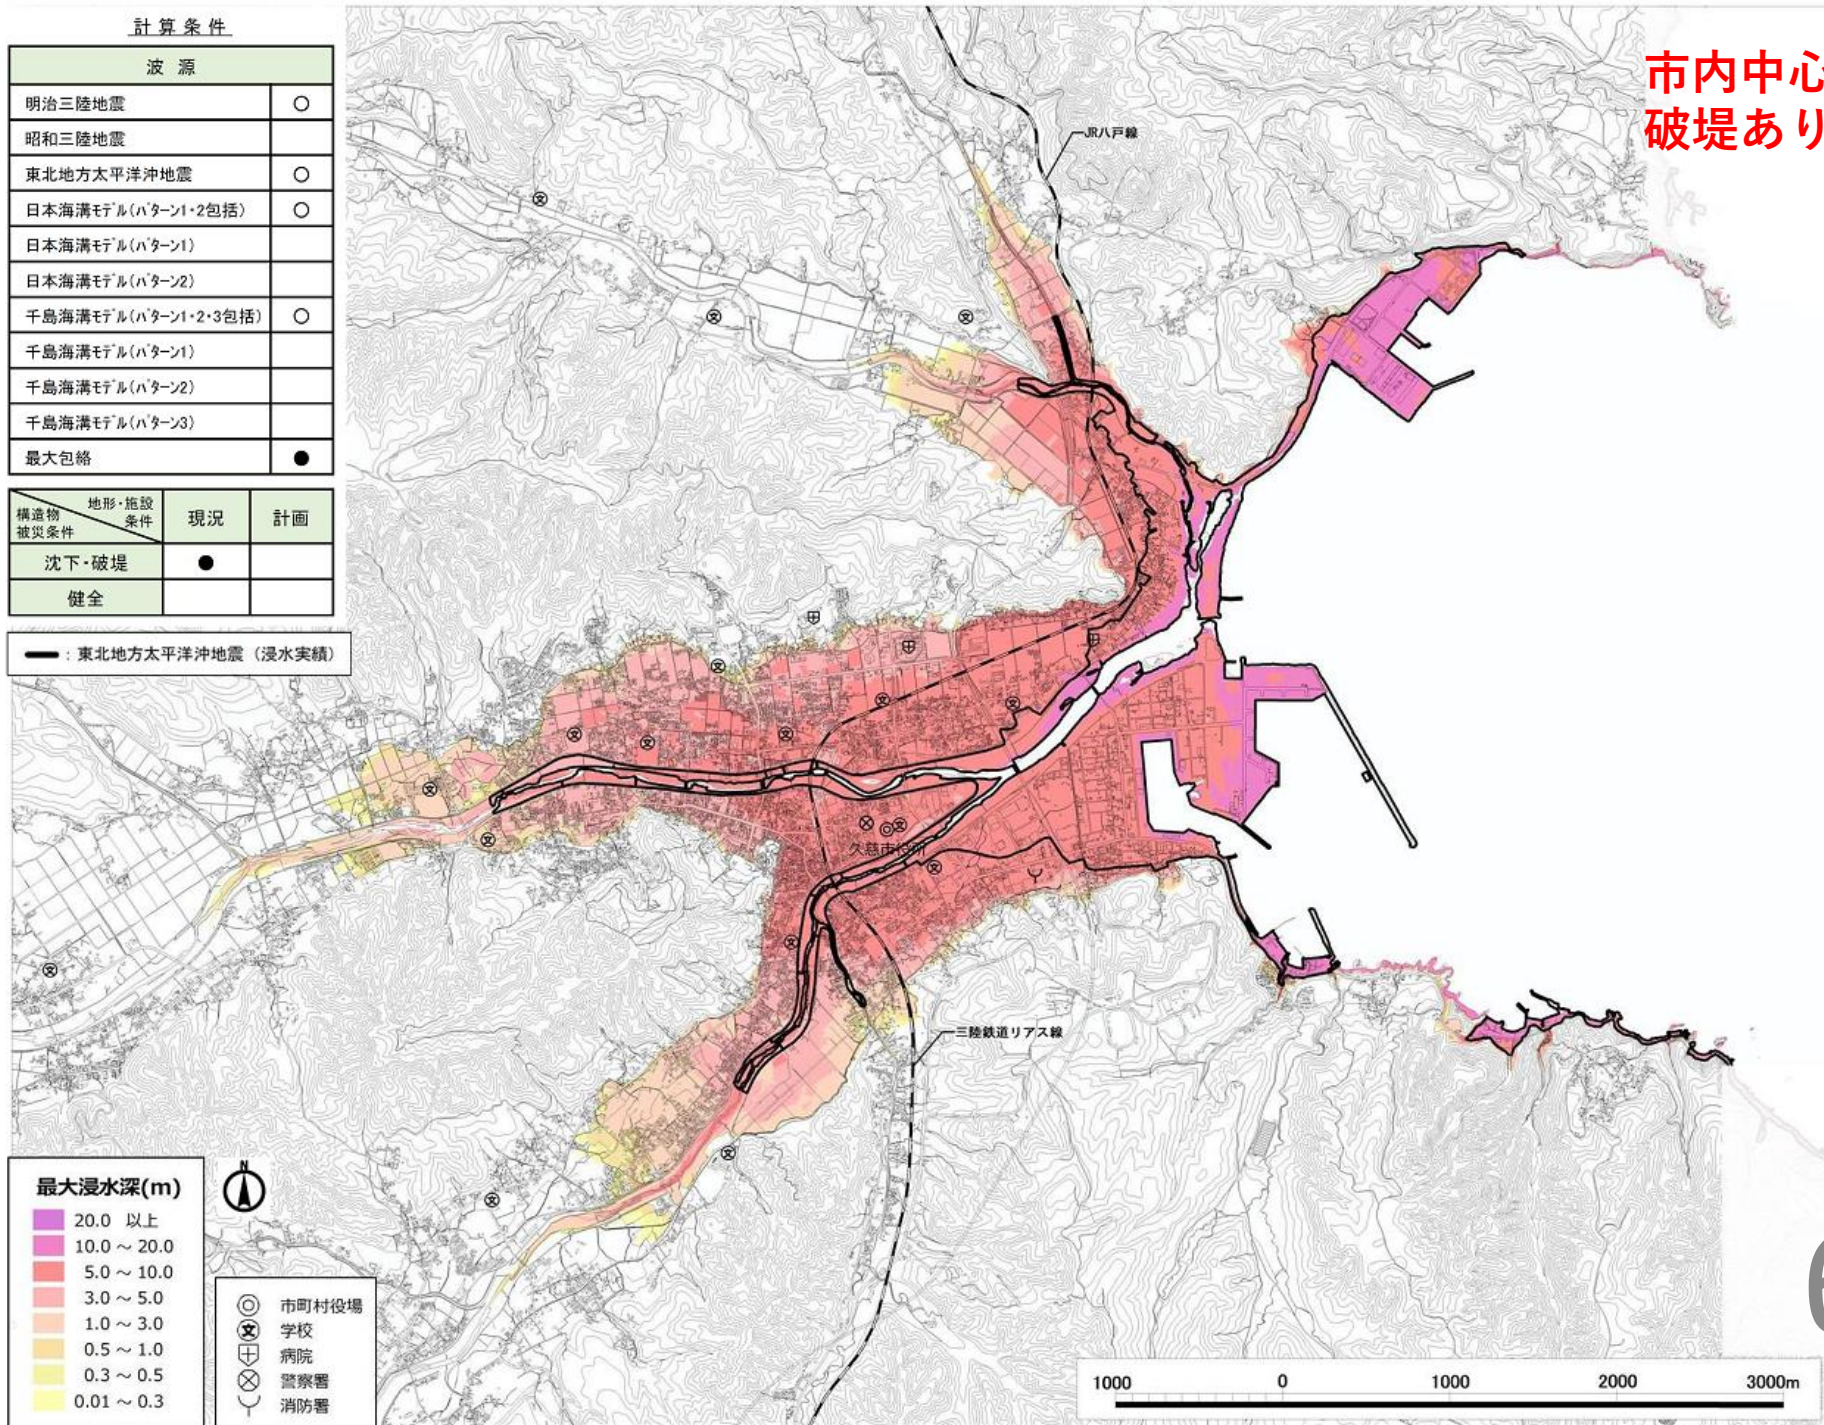 計算条件
波 源
明治三陸地震 ○
昭和三陸地震
東北地方太平洋沖地震 ○
日本海溝ﾓﾃﾞﾙ(ﾊﾟﾀｰﾝ1・2包括) ○
日本海溝ﾓﾃﾞﾙ(ﾊﾟﾀｰﾝ1)
日本海溝ﾓﾃﾞﾙ(ﾊﾟﾀｰﾝ2)
千島海溝ﾓﾃﾞﾙ(ﾊﾟﾀｰﾝ1・2・3包括) ○
千島海溝ﾓﾃﾞﾙ(ﾊﾟﾀｰﾝ1)
千島海溝ﾓﾃﾞﾙ(ﾊﾟﾀｰﾝ2)
千島海溝ﾓﾃﾞﾙ(ﾊﾟﾀｰﾝ3)
最大包絡 ●
地形・施設
条件
構造物
被災条件
現況 計画
沈下・破堤 ●
健全
: 東北地方太平洋沖地震（浸水実績）
市内中心
破堤あり
JR八戸線
久慈市役所
三陸鉄道リアス線
最大浸水深(m)
20.0 以上
10.0 ～ 20.0
5.0 ～ 10.0
3.0 ～ 5.0
1.0 ～ 3.0
0.5 ～ 1.0
0.3 ～ 0.5
0.01 ～ 0.3
N
市町村役場
文 学校
病院
警察署
消防署
1000 0 1000 2000 3000m